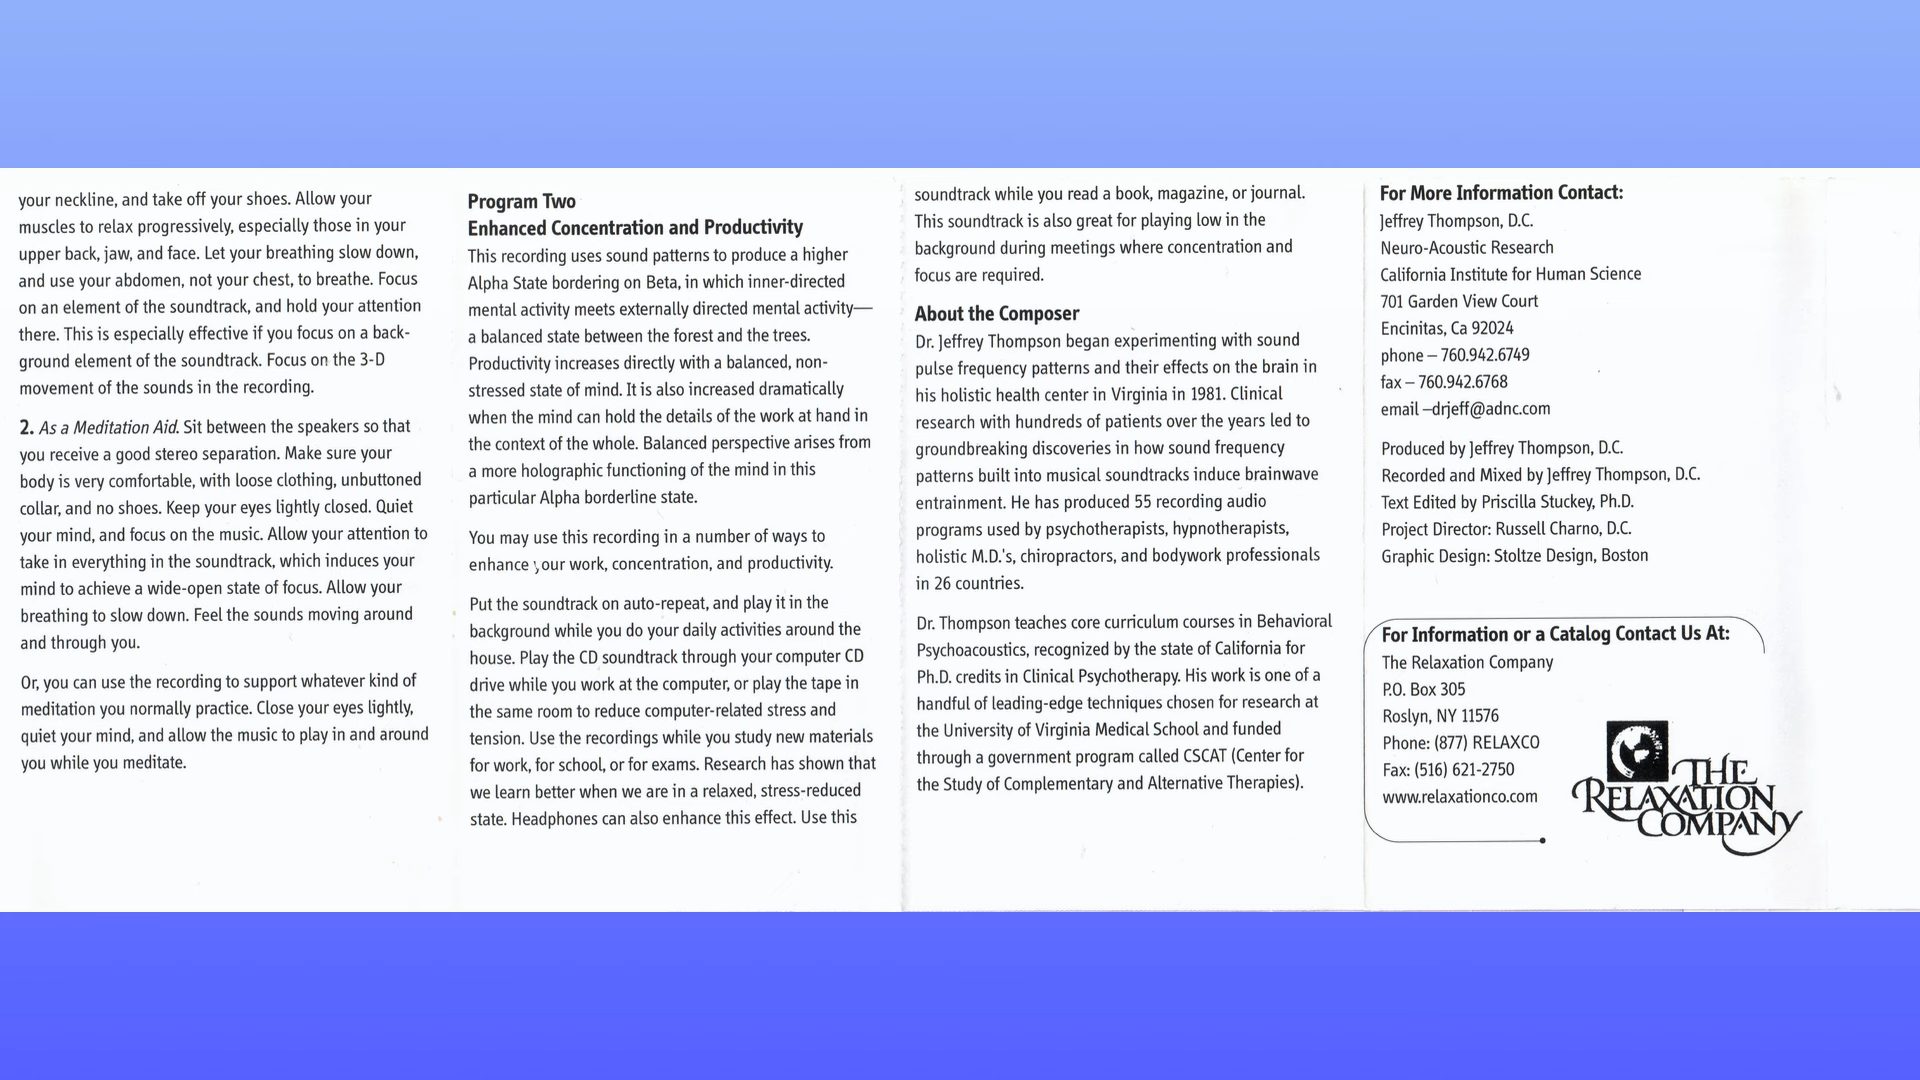 your neckline, and take off your shoes. Allow your
muscles to relax progressively, especially those in your
upper back, jaw, and face. Let your breathing slow down,
and use your abdomen, not your chest, to breathe. Focus
on an element of the soundtrack, and hold your attention
there. This is especially effective if you focus on a back-
ground element of the soundtrack. Focus on the 3-D
movement of the sounds in the recording.
2. As a Meditation Aid. Sit between the speakers so that
you receive a good stereo separation. Make sure your
body is very comfortable, with loose clothing, unbuttoned
collar, and no shoes. Keep your eyes lightly closed. Quiet
your mind, and focus on the music. Allow your attention to
take in everything in the soundtrack, which induces your
mind to achieve a wide-open state of focus. Allow your
breathing to slow down. Feel the sounds moving around
and through you.
Or, you can use the recording to support whatever kind of
meditation you normally practice. Close your eyes lightly,
quiet your mind, and allow the music to play in and around
you while you meditate.
Program Two
Enhanced Concentration and Productivity
This recording uses sound patterns to produce a higher
Alpha State bordering on Beta, in which inner-directed
mental activity meets externally directed mental activity—
a balanced state between the forest and the trees.
Productivity increases directly with a balanced, non-
stressed state of mind. It is also increased dramatically
when the mind can hold the details of the work at hand in
the context of the whole. Balanced perspective arises from
a more holographic functioning of the mind in this
particular Alpha borderline state.
You may use this recording in a number of ways to
enhance your work, concentration, and productivity.
Put the soundtrack on auto-repeat, and play it in the
background while you do your daily activities around the
house. Play the CD soundtrack through your computer CD
drive while you work at the computer, or play the tape in
the same room to reduce computer-related stress and
tension. Use the recordings while you study new materials
for work, for school, or for exams. Research has shown that
we learn better when we are in a relaxed, stress-reduced
state. Headphones can also enhance this effect. Use this
soundtrack while you read a book, magazine, or journal.
This soundtrack is also great for playing low in the
background during meetings where concentration and
focus are required.
About the Composer
Dr. Jeffrey Thompson began experimenting with sound
pulse frequency patterns and their effects on the brain in
his holistic health center in Virginia in 1981. Clinical
research with hundreds of patients over the years led to
groundbreaking discoveries in how sound frequency
patterns built into musical soundtracks induce brainwave
entrainment. He has produced 55 recording audio
programs used by psychotherapists, hypnotherapists,
holistic M.D.'s, chiropractors, and bodywork professionals
in 26 countries.
Dr. Thompson teaches core curriculum courses in Behavioral
Psychoacoustics, recognized by the state of California for
Ph.D. credits in Clinical Psychotherapy. His work is one of a
handful of leading-edge techniques chosen for research at
the University of Virginia Medical School and funded
through a government program called CSCAT (Center for
the Study of Complementary and Alternative Therapies).
For More Information Contact:
Jeffrey Thompson, D.C.
Neuro-Acoustic Research
California Institute for Human Science
701 Garden View Court
Encinitas, Ca 92024
phone – 760.942.6749
fax – 760.942.6768
email –drjeff@adnc.com
Produced by Jeffrey Thompson, D.C.
Recorded and Mixed by Jeffrey Thompson, D.C.
Text Edited by Priscilla Stuckey, Ph.D.
Project Director: Russell Charno, D.C.
Graphic Design: Stoltze Design, Boston
For Information or a Catalog Contact Us At:
The Relaxation Company
P.O. Box 305
Roslyn, NY 11576
Phone: (877) RELAXCO
Fax: (516) 621-2750
www.relaxationco.com
THE
RELAXATION
COMPANY